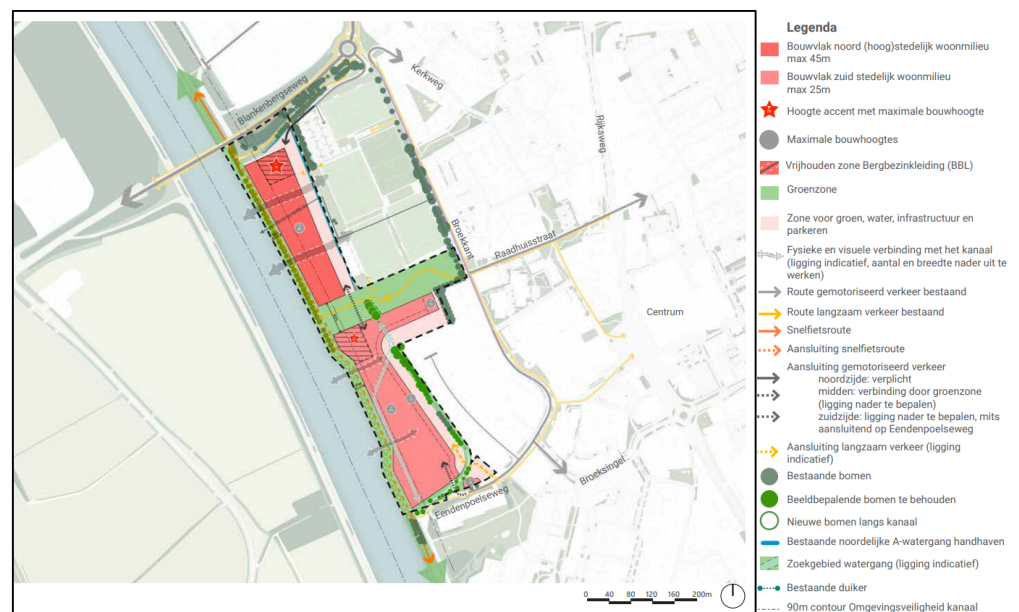 Blankenbergseweg
Kerkweg
Rijksweg
Broekkant
Raadhuisstraat
Centrum
Broeksingel
Eendenpoelseweg
0 40 80 120 160 200m
Legenda
Bouwvlak noord (hoog)stedelijk woonmilieu
max 45m
Bouwvlak zuid stedelijk woonmilieu
max 25m
Hoogte accent met maximale bouwhoogte
Maximale bouwhoogtes
Vrijhouden zone Bergbezinkleiding (BBL)
Groenzone
Zone voor groen, water, infrastructuur en
parkeren
Fysieke en visuele verbinding met het kanaal
(ligging indicatief, aantal en breedte nader uit te
werken)
Route gemotoriseerd verkeer bestaand
Route langzaam verkeer bestaand
Snelfietsroute
Aansluiting snelfietsroute
Aansluiting gemotoriseerd verkeer
noordzijde: verplicht
midden: verbinding door groenzone
(ligging nader te bepalen)
zuidzijde: ligging nader te bepalen, mits
aansluitend op Eendenpoelseweg
Aansluiting langzaam verkeer (ligging
indicatief)
Bestaande bomen
Beeldbepalende bomen te behouden
Nieuwe bomen langs kanaal
Bestaande noordelijke A-watergang handhaven
Zoekgebied watergang (ligging indicatief)
Bestaande duiker
90m contour Omgevingsveiligheid kanaal